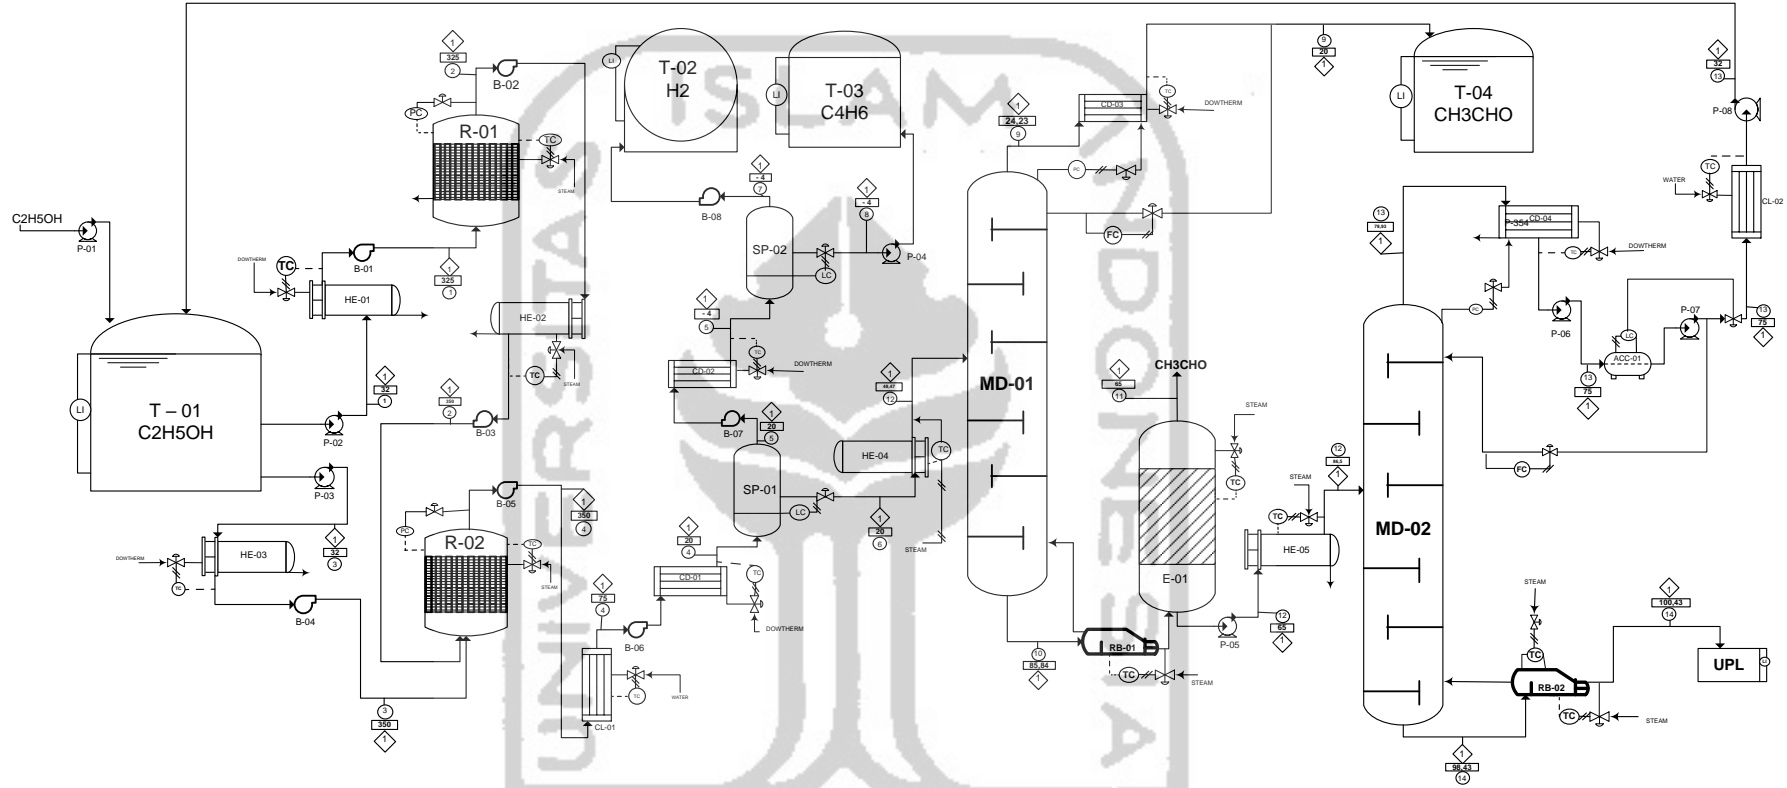 C2H5OH
P-01
T – 01
C2H5OH
LI
P-02
P-03
1
32
1
DOWTHERM
TC
HE-01
B-01
1
325
1
R-01
PC
TC
STEAM
1
325
2
B-02
HE-02
TC
STEAM
1
350
2
B-03
1
32
3
DOWTHERM
TC
HE-03
B-04
3
350
1
R-02
PC
TC
STEAM
B-05
1
350
4
CL-01
TC
WATER
1
75
4
B-06
CD-01
TC
DOWTHERM
1
20
4
SP-01
LC
1
20
5
B-07
1
20
6
CD-02
TC
DOWTHERM
1
- 4
5
SP-02
LC
1
- 4
7
B-08
1
- 4
8
P-04
LI
T-02
H2
LI
T-03
C4H6
HE-04
TC
STEAM
1
12
MD-01
1
24,23
9
CD-03
TC
DOWTHERM
PC
FC
9
20
1
LI
T-04
CH3CHO
10
85,84
1
RB-01
TC
STEAM
CH3CHO
1
65
11
E-01
STEAM
TC
P-05
12
65
1
HE-05
TC
STEAM
12
86,5
1
MD-02
13
1
P-354
CD-04
TC
DOWTHERM
PC
P-06
13
75
1
ACC-01
LC
P-07
FC
13
75
1
CL-02
TC
WATER
P-08
1
32
13
1
98,43
14
RB-02
TC
STEAM
TC
STEAM
1
100,43
14
UPL
UNIVERSITAS
ISLAM
INDONESIA